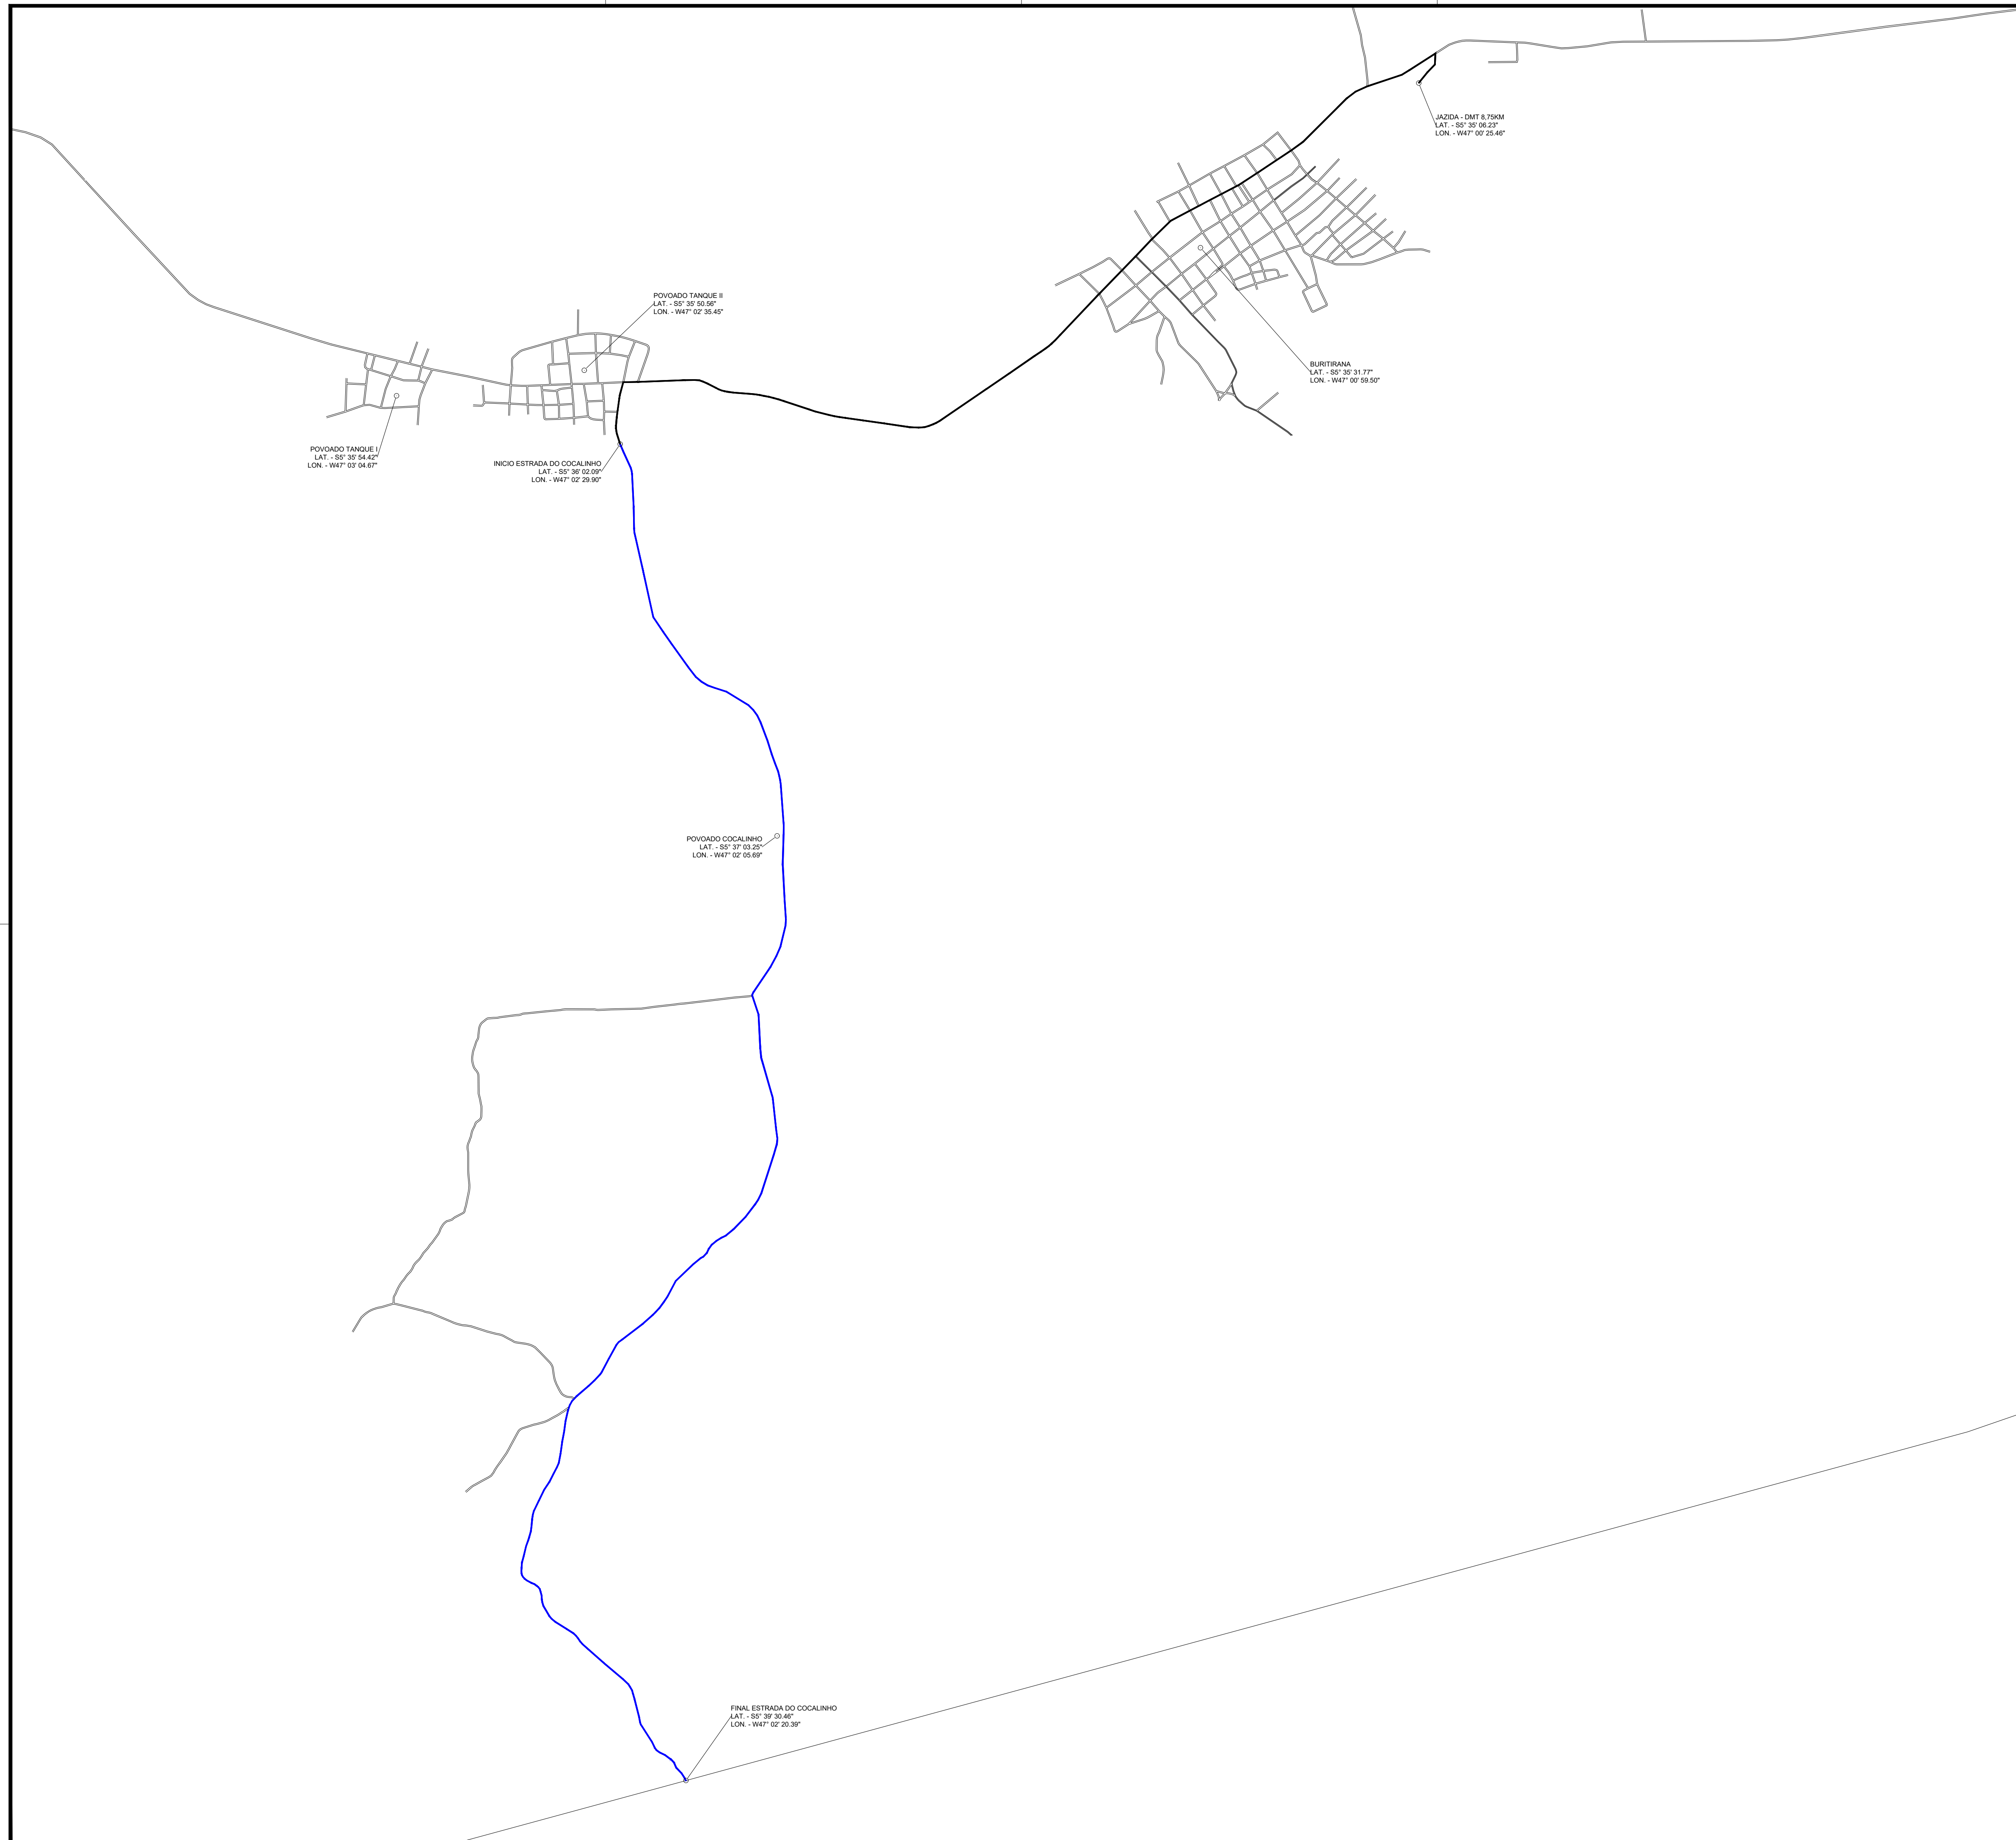 JAZIDA - DMT 8,75KM
LAT. - S5° 35' 06.23"
LON. - W47° 00' 25.46"
POVOADO TANQUE II
LAT. - S5° 35' 50.56"
LON. - W47° 02' 35.45"
BURITIRANA
LAT. - S5° 35' 31.77"
LON. - W47° 00' 59.50"
POVOADO TANQUE I
LAT. - S5° 35' 54.42"
LON. - W47° 03' 04.67"
INICIO ESTRADA DO COCALINHO
LAT. - S5° 36' 02.09"
LON. - W47° 02' 29.90"
POVOADO COCALINHO
LAT. - S5° 37' 03.25"
LON. - W47° 02' 05.69"
FINAL ESTRADA DO COCALINHO
LAT. - S5° 39' 30.46"
LON. - W47° 02' 20.39"